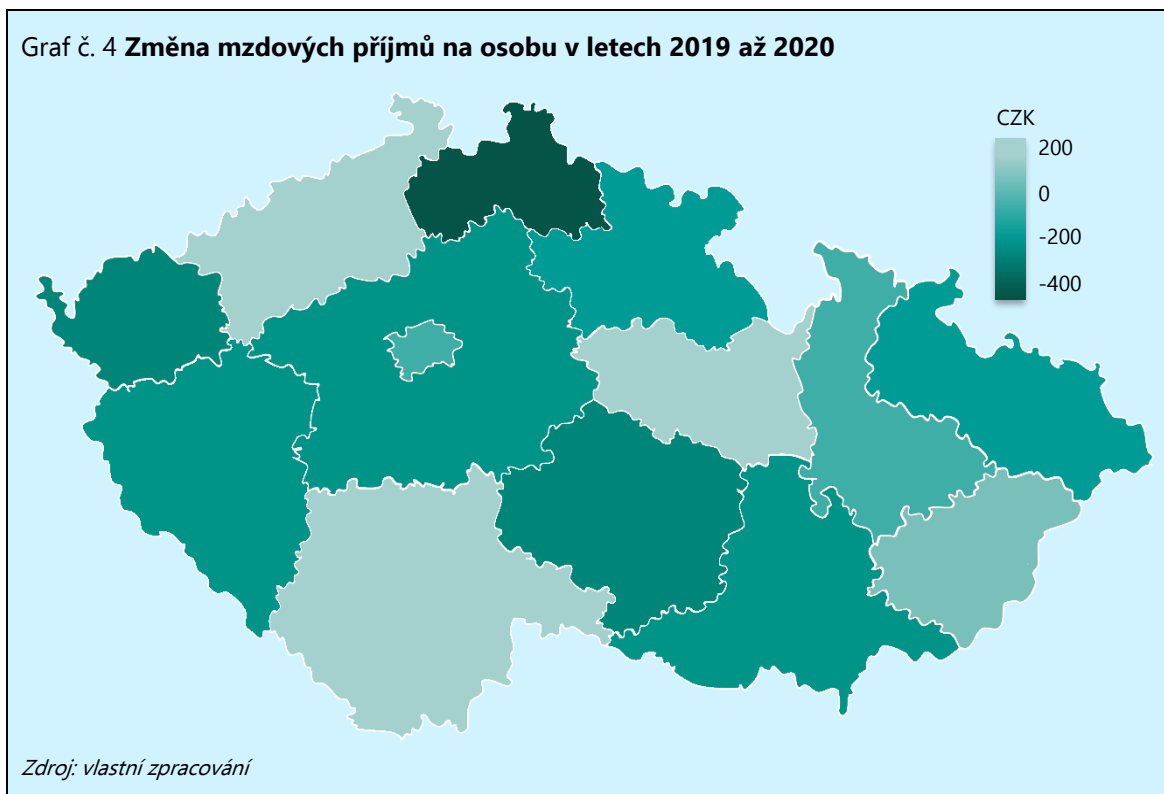 Graf č. 4 Změna mzdových příjmů na osobu v letech 2019 až 2020
CZK
200
0
-200
-400
Zdroj: vlastní zpracování